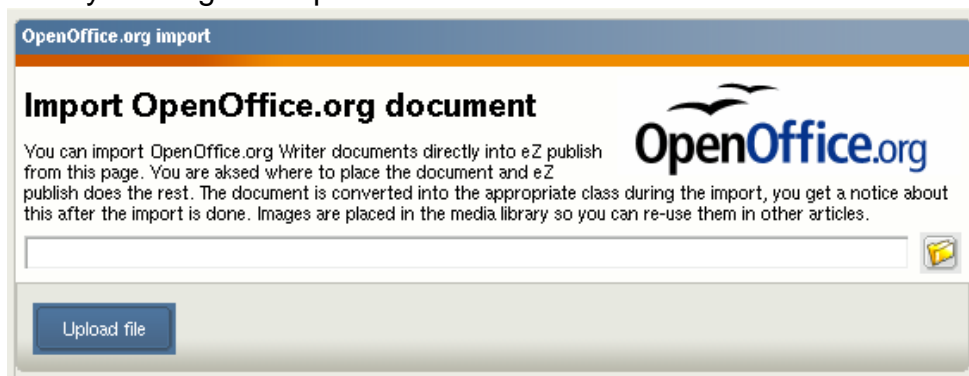 OpenOffice.org import
Import OpenOffice.org document
OpenOffice.org
You can import OpenOffice.org Writer documents directly into eZ publish
from this page. You are aksed where to place the document and eZ
publish does the rest. The document is converted into the appropriate class during the import, you get a notice about
this after the import is done. Images are placed in the media library so you can re-use them in other articles.
Upload file